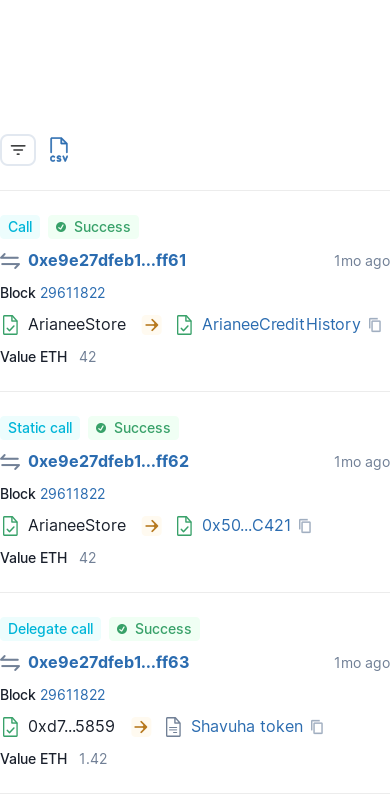 CSV
Call Success
0xe9e27dfeb1...ff61 1mo ago
Block 29611822
ArianeeStore ArianeeCreditHistory
Value ETH 42
Static call Success
0xe9e27dfeb1...ff62 1mo ago
Block 29611822
ArianeeStore 0x50...C421
Value ETH 42
Delegate call Success
0xe9e27dfeb1...ff63 1mo ago
Block 29611822
0xd7...5859 Shavuha token
Value ETH 1.42